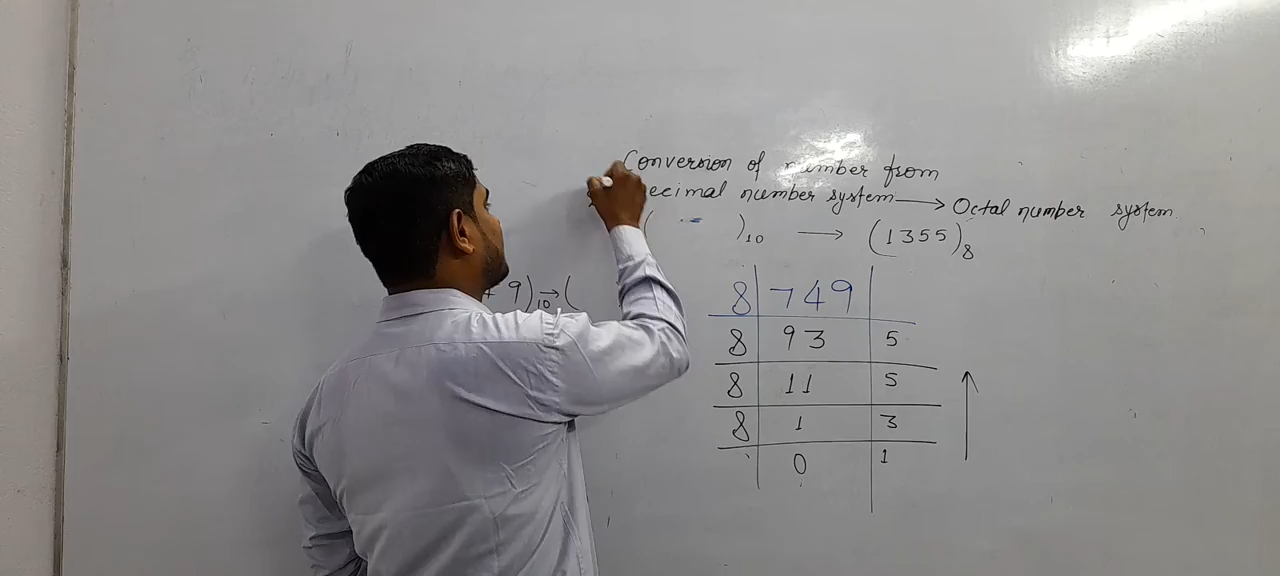 Conversion of number from
ecimal number system → Octal number system
( )10 → (1355)8
9)10 → (
8 749
8 93 5
8 11 5
8 1 3
0 1